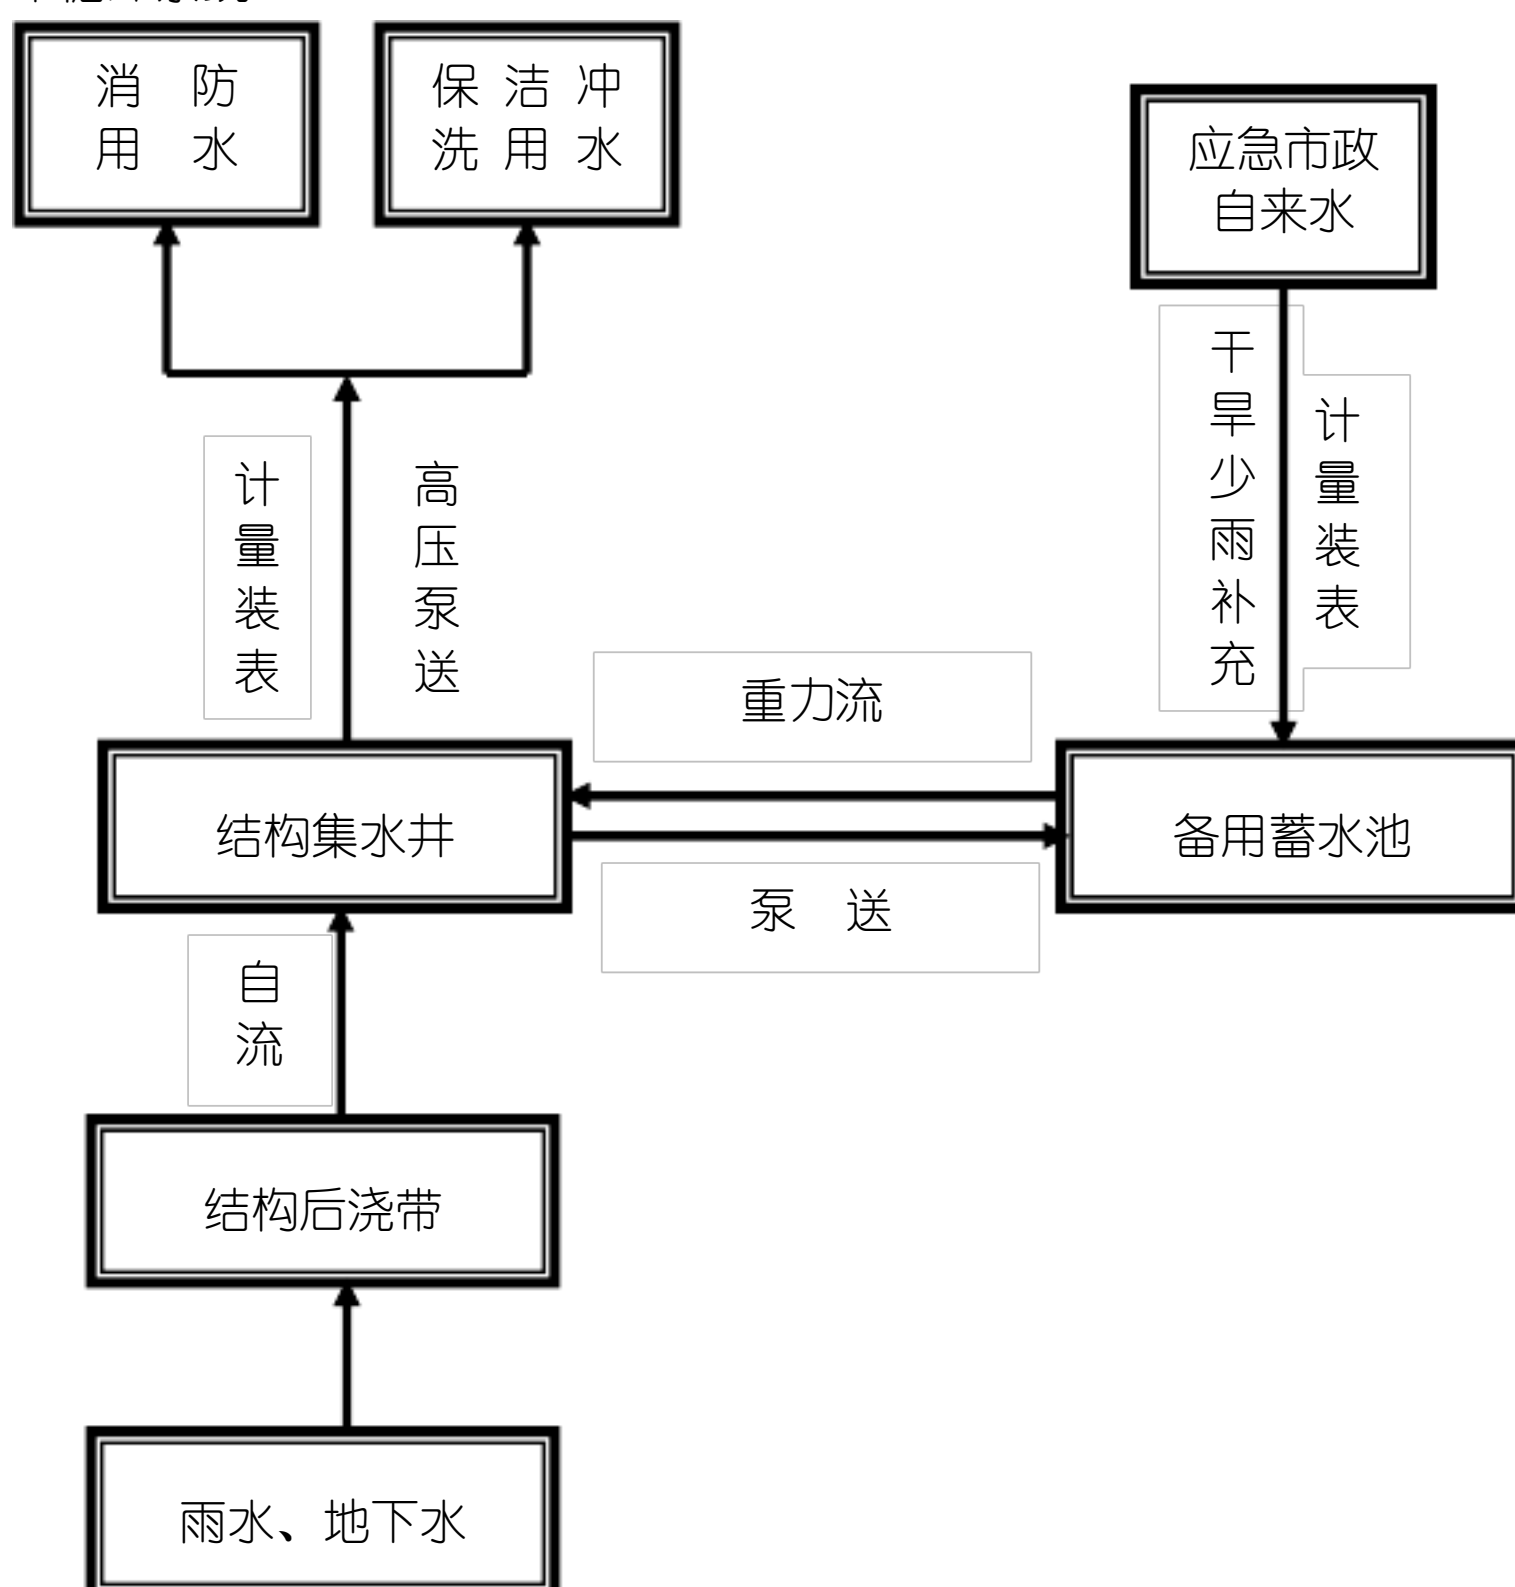 消 防
用 水
保 洁 冲
洗 用 水
应急市政
自来水
干
旱
少
雨
补
充
计
量
装
表
计
量
装
表
高
压
泵
送
重力流
结构集水井
备用蓄水池
泵 送
自
流
结构后浇带
雨水、地下水